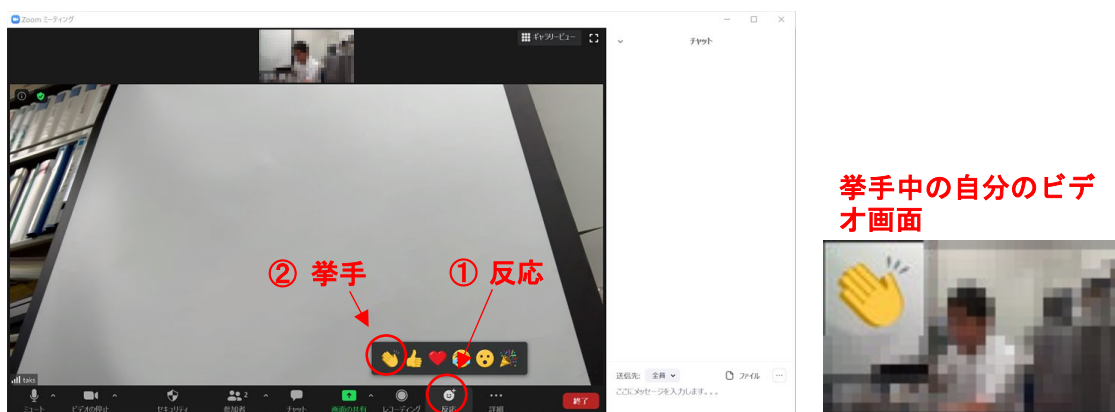 Zoom ミーティング
ギャラリービュー
チャット
② 挙手
① 反応
taks
送信先: 全員
ファイル
ここにメッセージを入力します。。。
ミュート
ビデオの停止
セキュリティ
2
参加者
チャット
画面の共有
レコーディング
反応
詳細
終了
挙手中の自分のビデ
オ画面